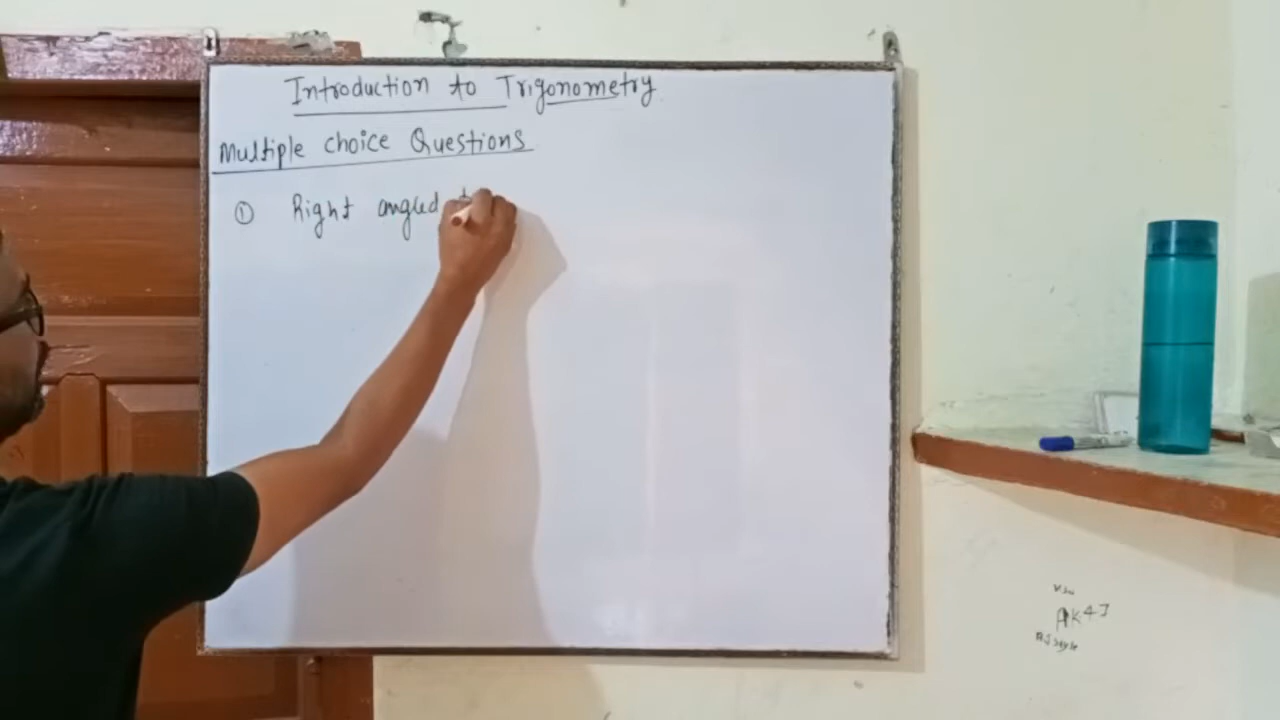 Introduction to Trigonometry
Multiple choice Questions
① Right angled
AK47